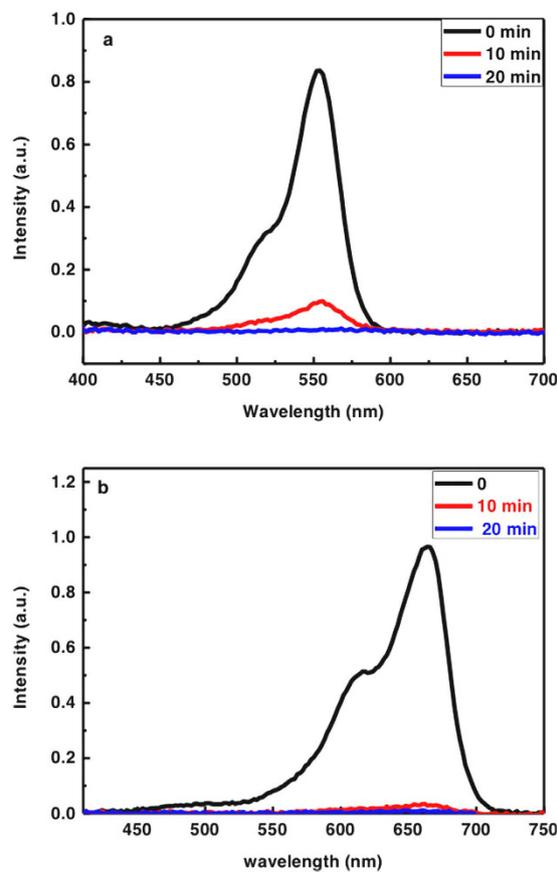 a
0 min
10 min
20 min
1.0
0.8
0.6
0.4
0.2
0.0
Intensity (a.u.)
400 450 500 550 600 650 700
Wavelength (nm)
b
0
10 min
20 min
1.2
1.0
0.8
0.6
0.4
0.2
0.0
Intensity (a.u.)
450 500 550 600 650 700 750
wavelength (nm)